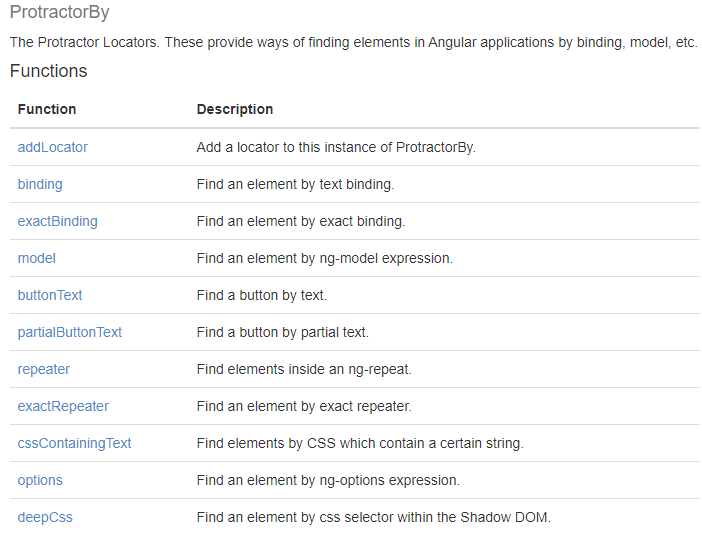 ProtractorBy
The Protractor Locators. These provide ways of finding elements in Angular applications by binding, model, etc.
Functions
Function Description
addLocator Add a locator to this instance of ProtractorBy.
binding Find an element by text binding.
exactBinding Find an element by exact binding.
model Find an element by ng-model expression.
buttonText Find a button by text.
partialButtonText Find a button by partial text.
repeater Find elements inside an ng-repeat.
exactRepeater Find an element by exact repeater.
cssContainingText Find elements by CSS which contain a certain string.
options Find an element by ng-options expression.
deepCss Find an element by css selector within the Shadow DOM.